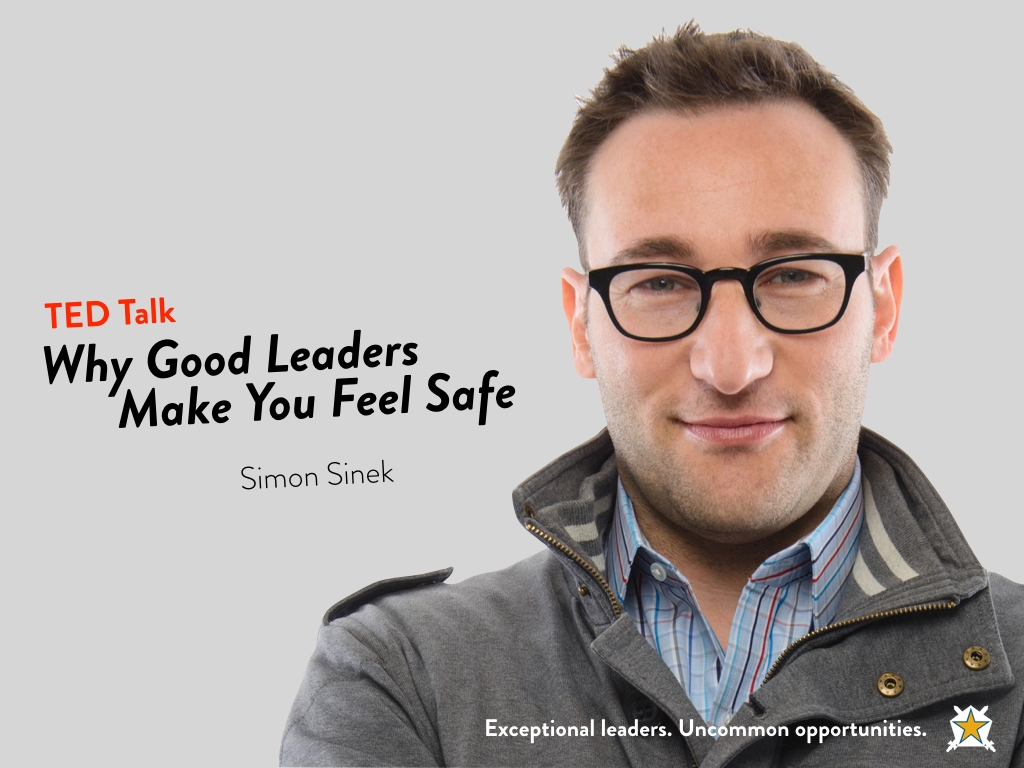 TED Talk
Why Good Leaders
Make You Feel Safe
Simon Sinek
Exceptional leaders. Uncommon opportunities.